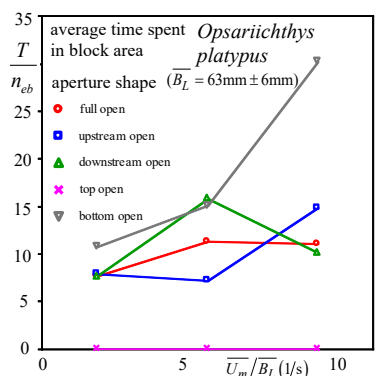 35
average time spent
in block area
Opsariichthys
platypus
T
n_eb
aperture shape
(B_L = 63mm ± 6mm)
25
full open
20
upstream open
15
downstream open
10
top open
5
bottom open
0
0
5
10
U_m/B_L (1/s)